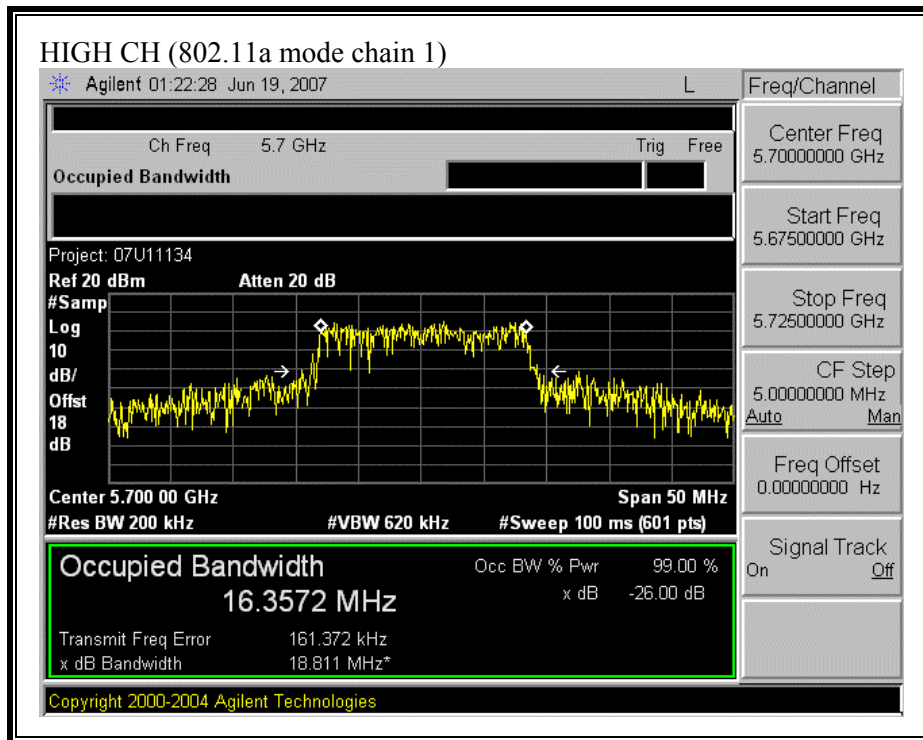 HIGH CH (802.11a mode chain 1)
Agilent 01:22:28 Jun 19, 2007 L
Freq/Channel
Ch Freq 5.7 GHz Trig Free
Occupied Bandwidth
Center Freq
5.70000000 GHz
Start Freq
5.67500000 GHz
Stop Freq
5.72500000 GHz
CF Step
5.00000000 MHz
Auto Man
Freq Offset
0.00000000 Hz
Signal Track
On Off
Project: 07U11134
Ref 20 dBm Atten 20 dB
#Samp
Log
10
dB/
Offst
18
dB
Center 5.700 00 GHz Span 50 MHz
#Res BW 200 kHz #VBW 620 kHz #Sweep 100 ms (601 pts)
Occupied Bandwidth
16.3572 MHz
Occ BW % Pwr 99.00 %
x dB -26.00 dB
Transmit Freq Error 161.372 kHz
x dB Bandwidth 18.811 MHz*
Copyright 2000-2004 Agilent Technologies